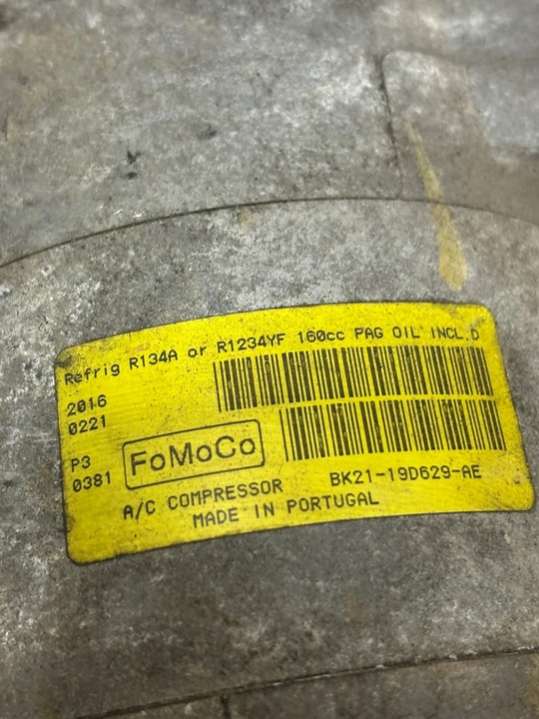 Refrig R134A or R1234YF 160cc PAG OIL INCL.D
2016
0221
P3
0381
FoMoCo
BK21-19D629-AE
A/C COMPRESSOR
MADE IN PORTUGAL